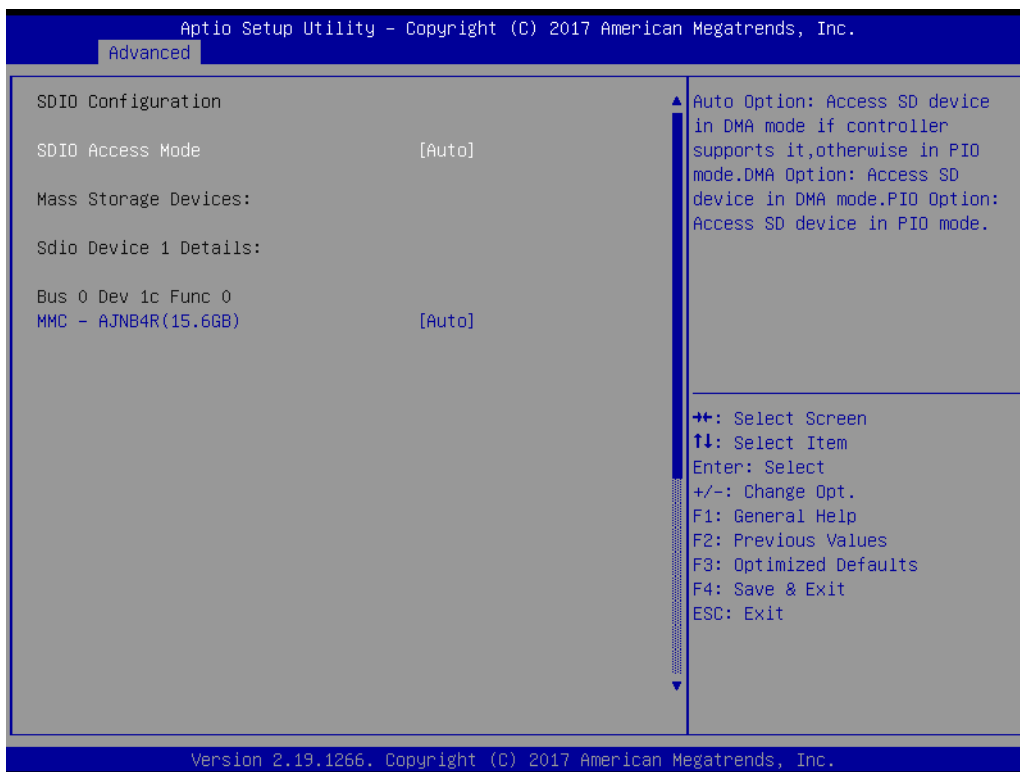 Aptio Setup Utility – Copyright (C) 2017 American Megatrends, Inc.
Advanced
SDIO Configuration
SDIO Access Mode [Auto]
Mass Storage Devices:
Sdio Device 1 Details:
Bus 0 Dev 1c Func 0
MMC – AJNB4R(15.6GB) [Auto]
Auto Option: Access SD device
in DMA mode if controller
supports it,otherwise in PIO
mode.DMA Option: Access SD
device in DMA mode.PIO Option:
Access SD device in PIO mode.
→←: Select Screen
↑↓: Select Item
Enter: Select
+/-: Change Opt.
F1: General Help
F2: Previous Values
F3: Optimized Defaults
F4: Save & Exit
ESC: Exit
Version 2.19.1266. Copyright (C) 2017 American Megatrends, Inc.